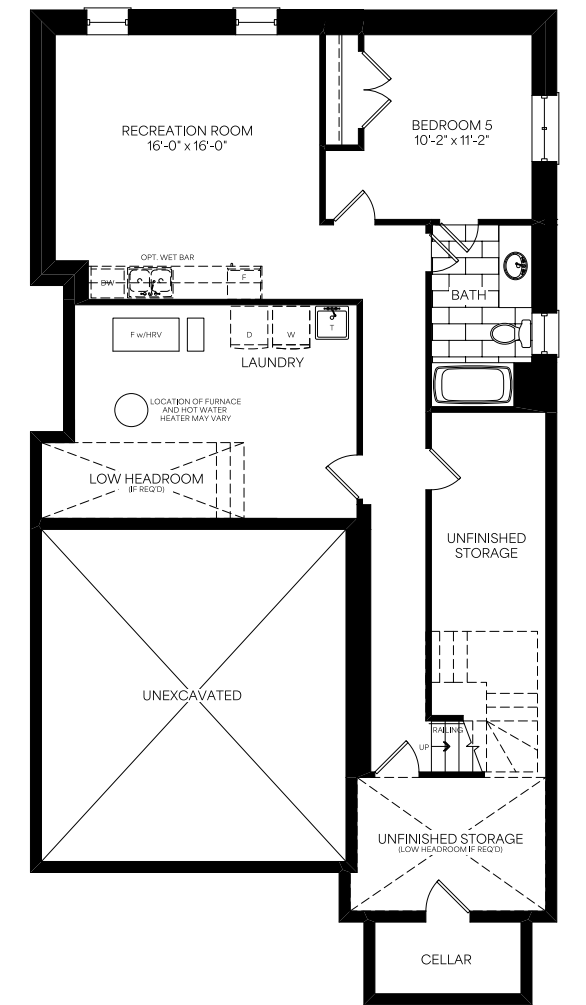 RECREATION ROOM
16'-0" x 16'-0"
BEDROOM 5
10'-2" x 11'-2"
OPT. WET BAR
DW
F
BATH
F w/HRV
D
W
T
LAUNDRY
LOCATION OF FURNACE
AND HOT WATER
HEATER MAY VARY
LOW HEADROOM
(IF REQ'D)
UNFINISHED
STORAGE
UNEXCAVATED
RAILING
UP
UNFINISHED STORAGE
(LOW HEADROOM IF REQ'D)
CELLAR